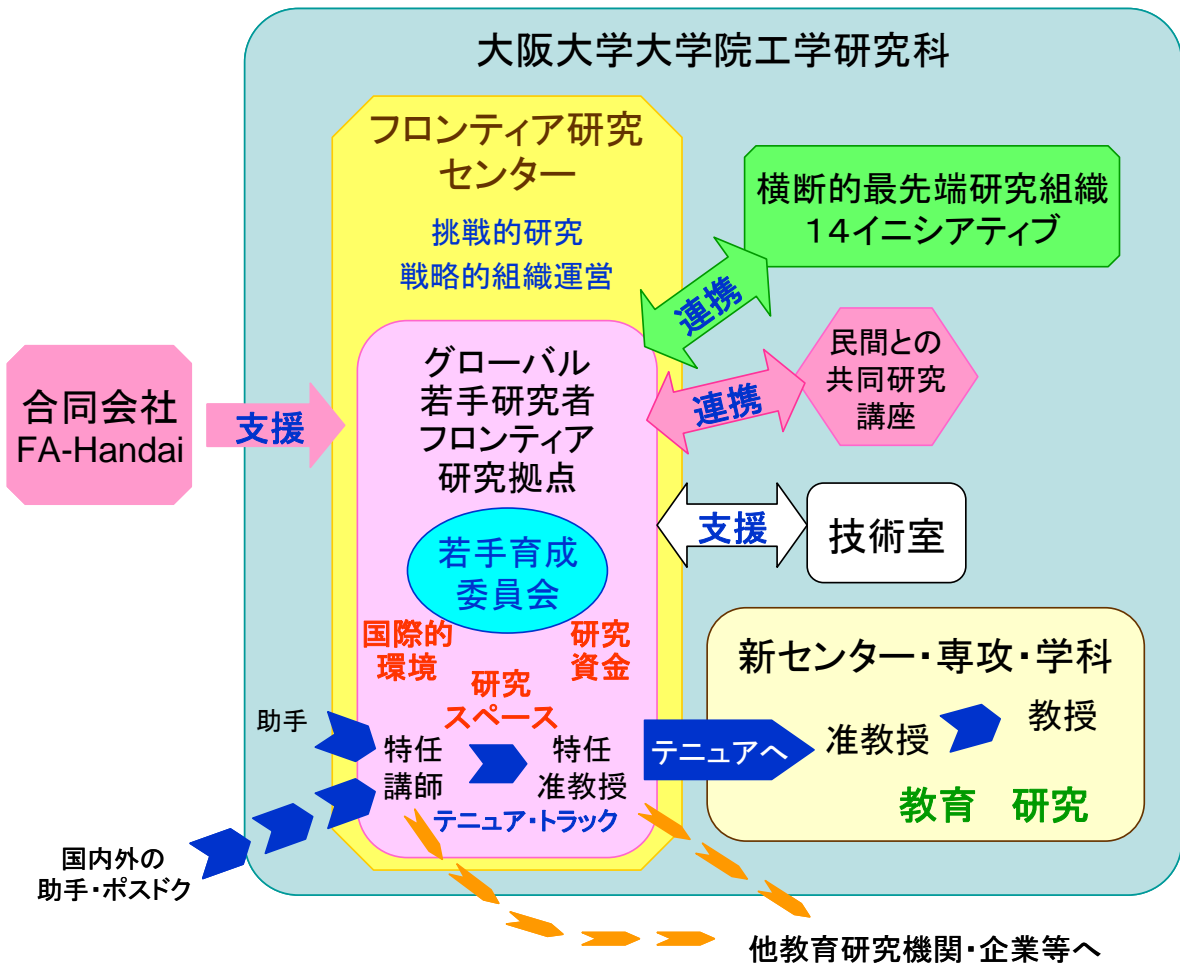 大阪大学大学院工学研究科
フロンティア研究
センター
挑戦的研究
戦略的組織運営
横断的最先端研究組織
14イニシアティブ
連携
グローバル
若手研究者
フロンティア
研究拠点
民間との
共同研究
講座
連携
合同会社
FA-Handai
支援
支援
技術室
若手育成
委員会
国際的
環境
研究
資金
研究
スペース
新センター・専攻・学科
助手
特任
講師
特任
准教授
テニュアへ
准教授
教授
テニュア・トラック
教育 研究
国内外の
助手・ポスドク
他教育研究機関・企業等へ